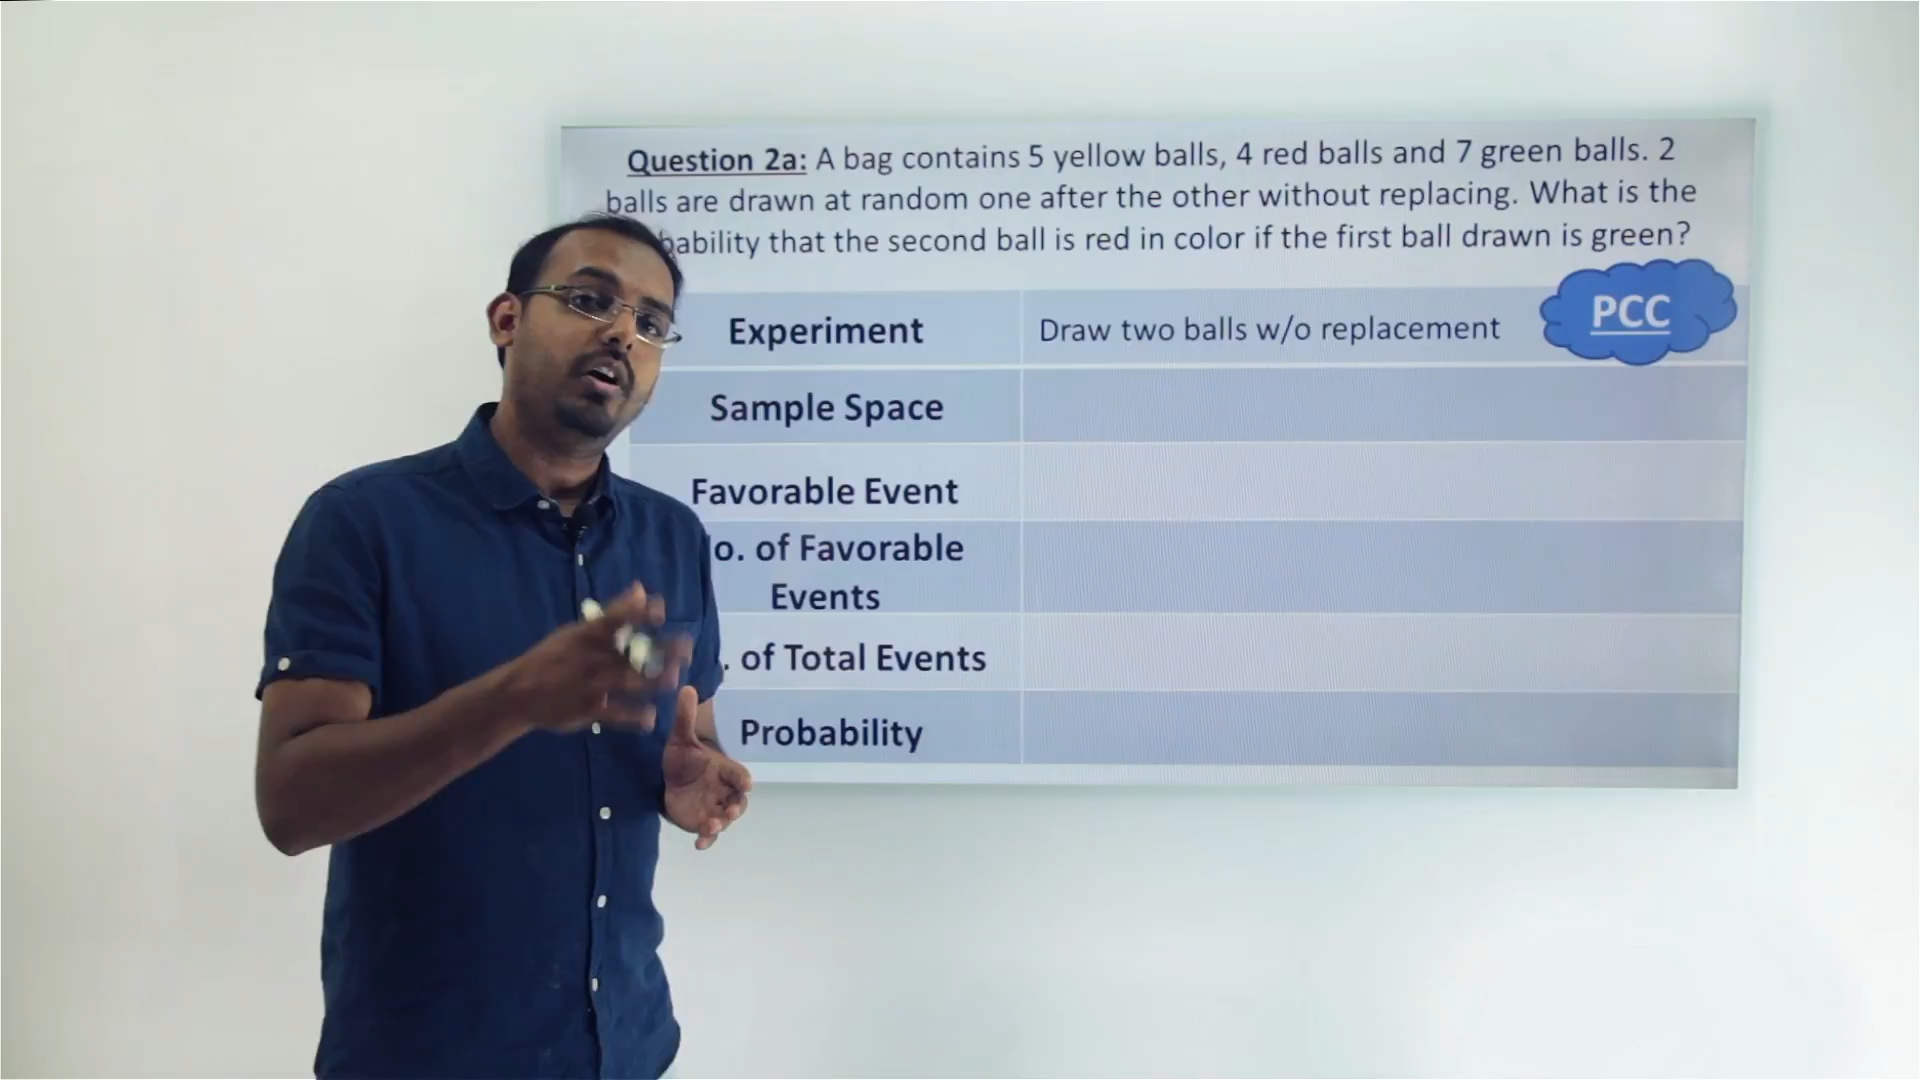 Question 2a: A bag contains 5 yellow balls, 4 red balls and 7 green balls. 2
balls are drawn at random one after the other without replacing. What is the
that the second ball is red in color if the first ball drawn is green?
PCC
Experiment Draw two balls w/o replacement
Sample Space
Favorable Event
of Favorable
Events
of Total Events
Probability